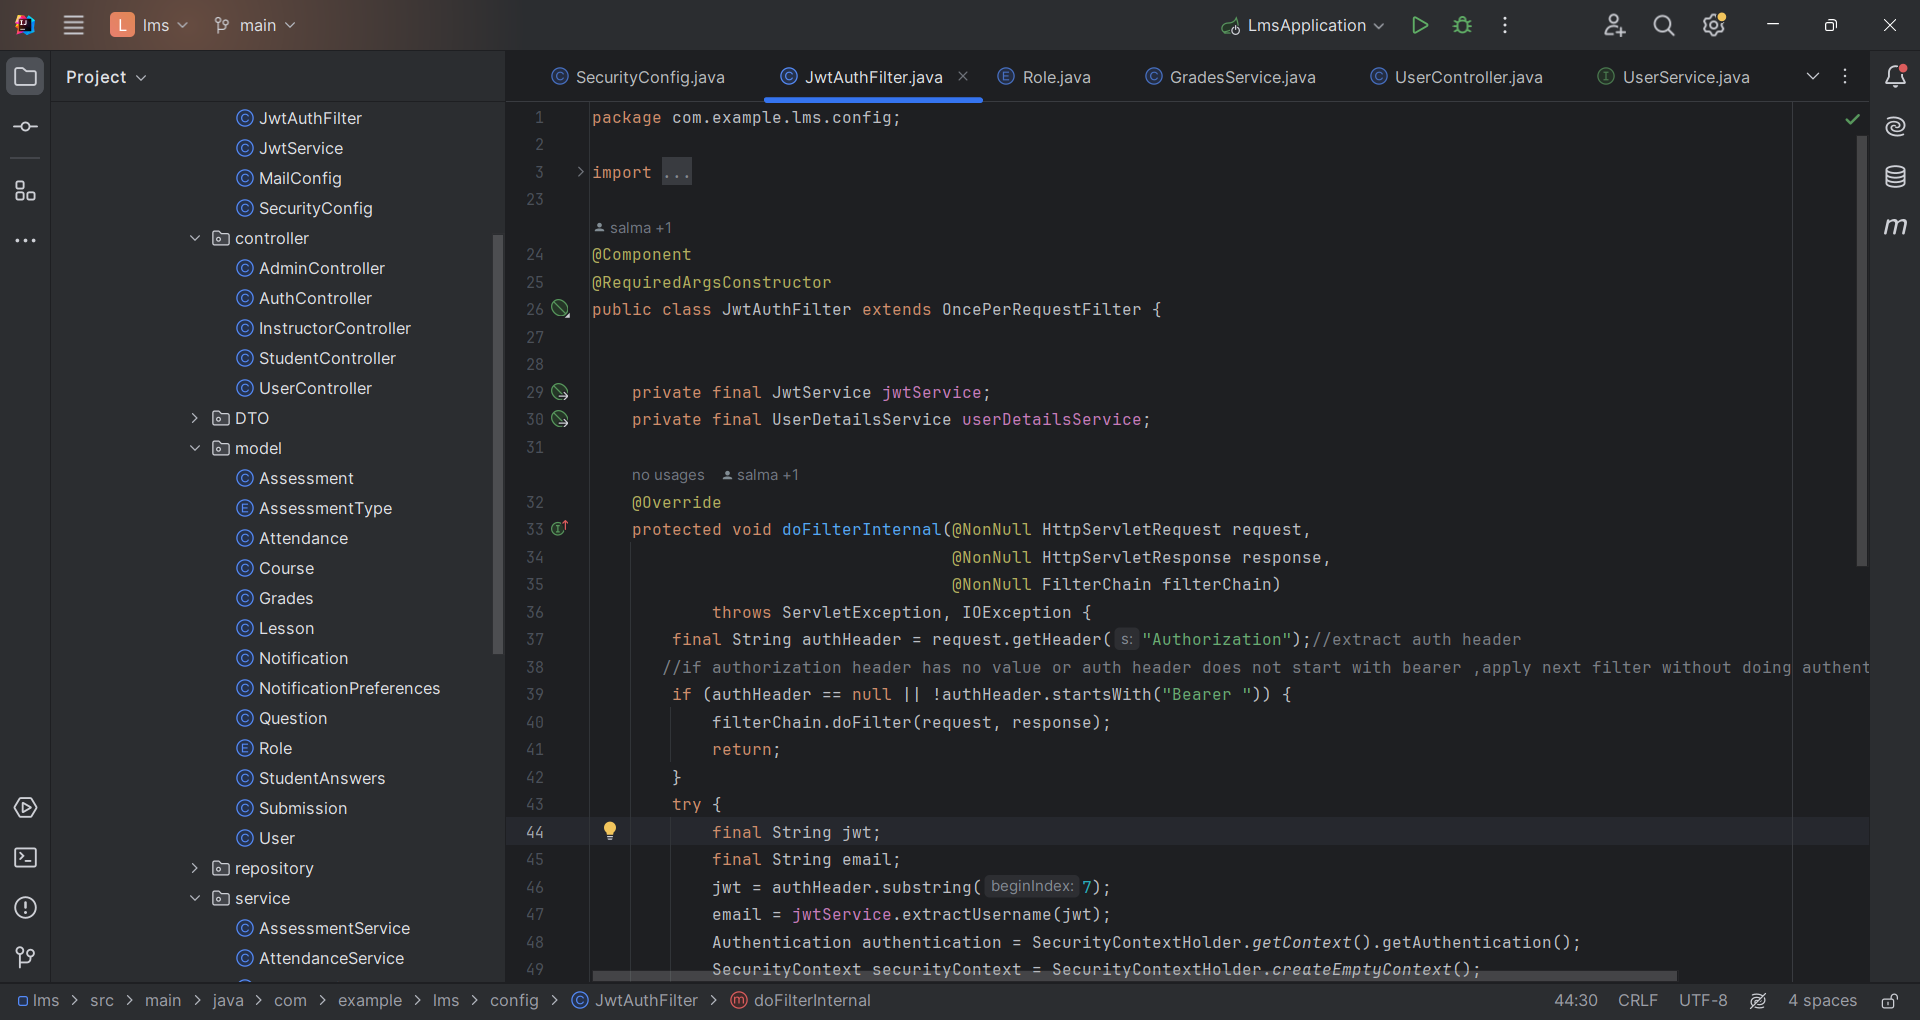 L lms main LmsApplication
Project
SecurityConfig.java JwtAuthFilter.java Role.java GradesService.java UserController.java UserService.java
JwtAuthFilter
JwtService
MailConfig
SecurityConfig
controller
AdminController
AuthController
InstructorController
StudentController
UserController
DTO
model
Assessment
AssessmentType
Attendance
Course
Grades
Lesson
Notification
NotificationPreferences
Question
Role
StudentAnswers
Submission
User
repository
service
AssessmentService
AttendanceService
1 package com.example.lms.config;
2
3 import ...
23
salma +1
24 @Component
25 @RequiredArgsConstructor
26 public class JwtAuthFilter extends OncePerRequestFilter {
27
28
29 private final JwtService jwtService;
30 private final UserDetailsService userDetailsService;
31
no usages salma +1
32 @Override
33 protected void doFilterInternal(@NonNull HttpServletRequest request,
34 @NonNull HttpServletResponse response,
35 @NonNull FilterChain filterChain)
36 throws ServletException, IOException {
37 final String authHeader = request.getHeader( s: "Authorization");//extract auth header
38 //if authorization header has no value or auth header does not start with bearer ,apply next filter without doing authent
39 if (authHeader == null || !authHeader.startsWith("Bearer ")) {
40 filterChain.doFilter(request, response);
41 return;
42 }
43 try {
44 final String jwt;
45 final String email;
46 jwt = authHeader.substring( beginIndex: 7);
47 email = jwtService.extractUsername(jwt);
48 Authentication authentication = SecurityContextHolder.getContext().getAuthentication();
49 SecurityContext securityContext = SecurityContextHolder.createEmptyContext();
lms > src > main > java > com > example > lms > config > JwtAuthFilter > doFilterInternal 44:30 CRLF UTF-8 4 spaces